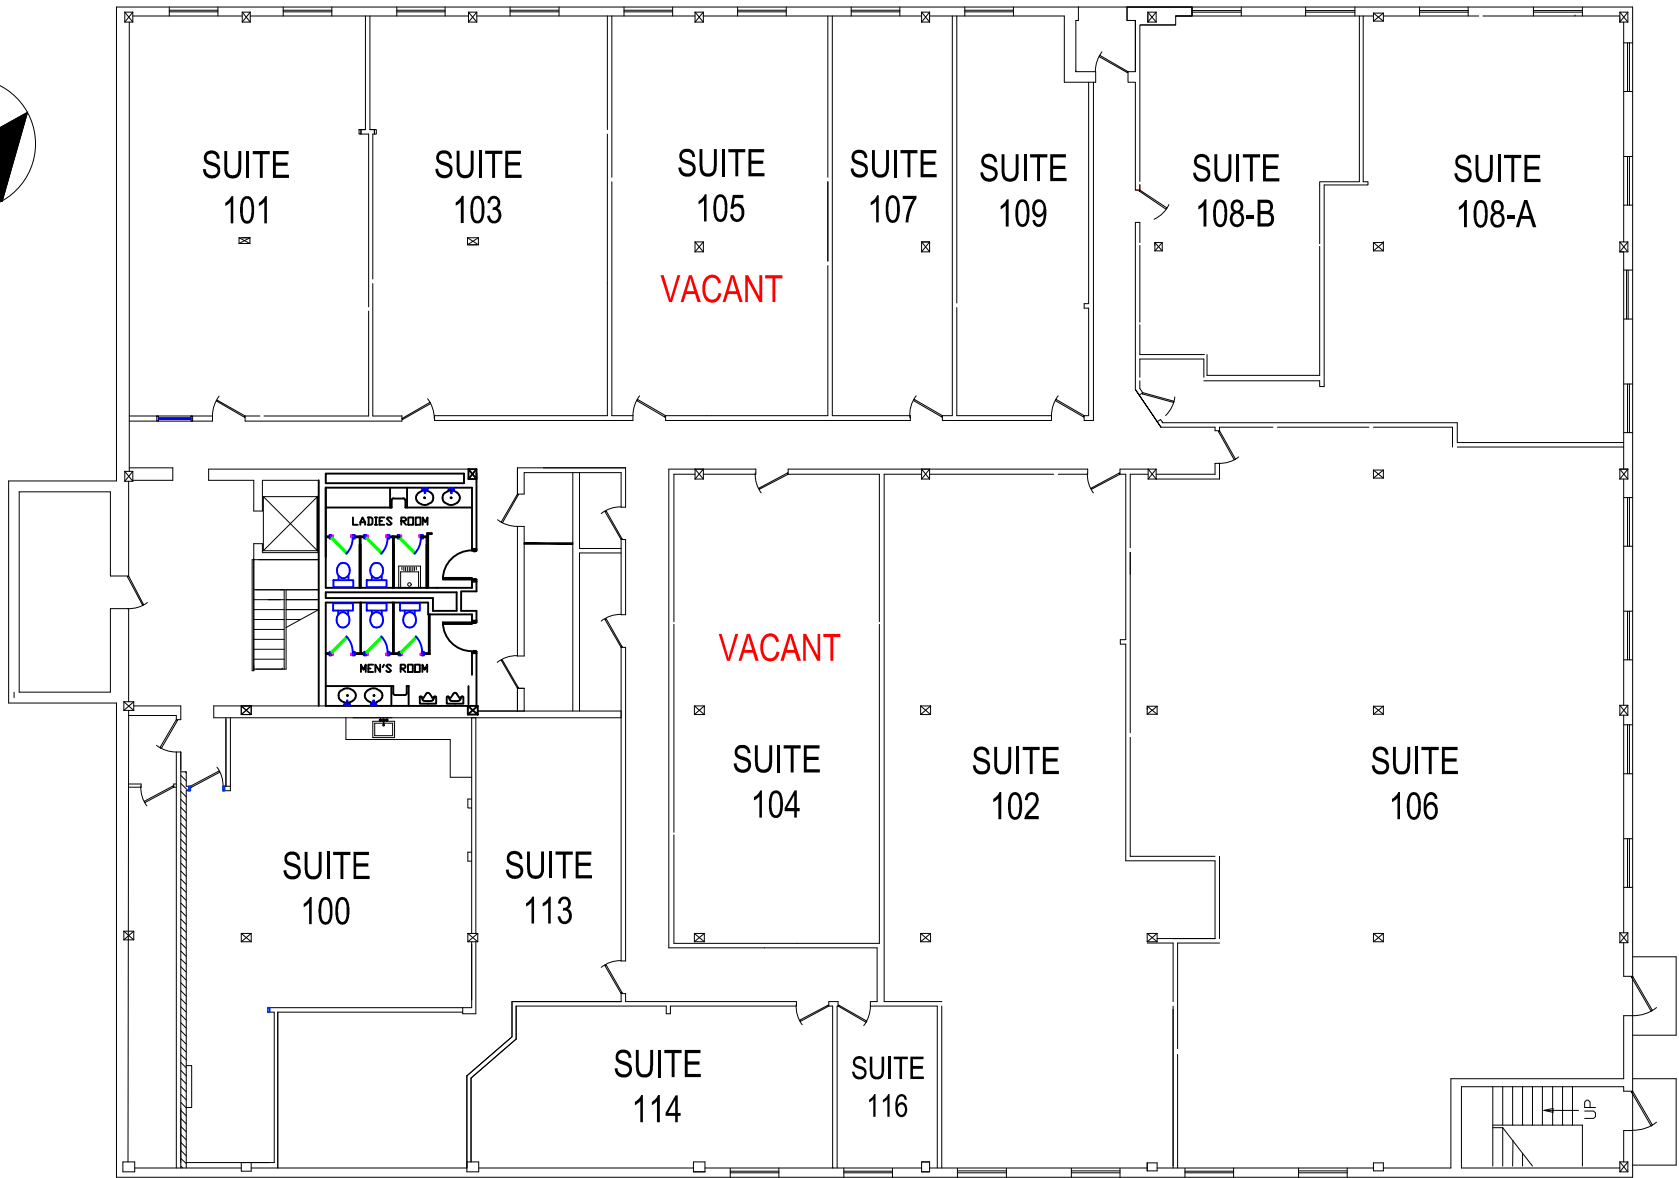 SUITE
101
SUITE
103
SUITE
105
VACANT
SUITE
107
SUITE
109
SUITE
108-B
SUITE
108-A
LADIES ROOM
MEN'S ROOM
VACANT
SUITE
104
SUITE
102
SUITE
106
SUITE
100
SUITE
113
SUITE
114
SUITE
116
UP